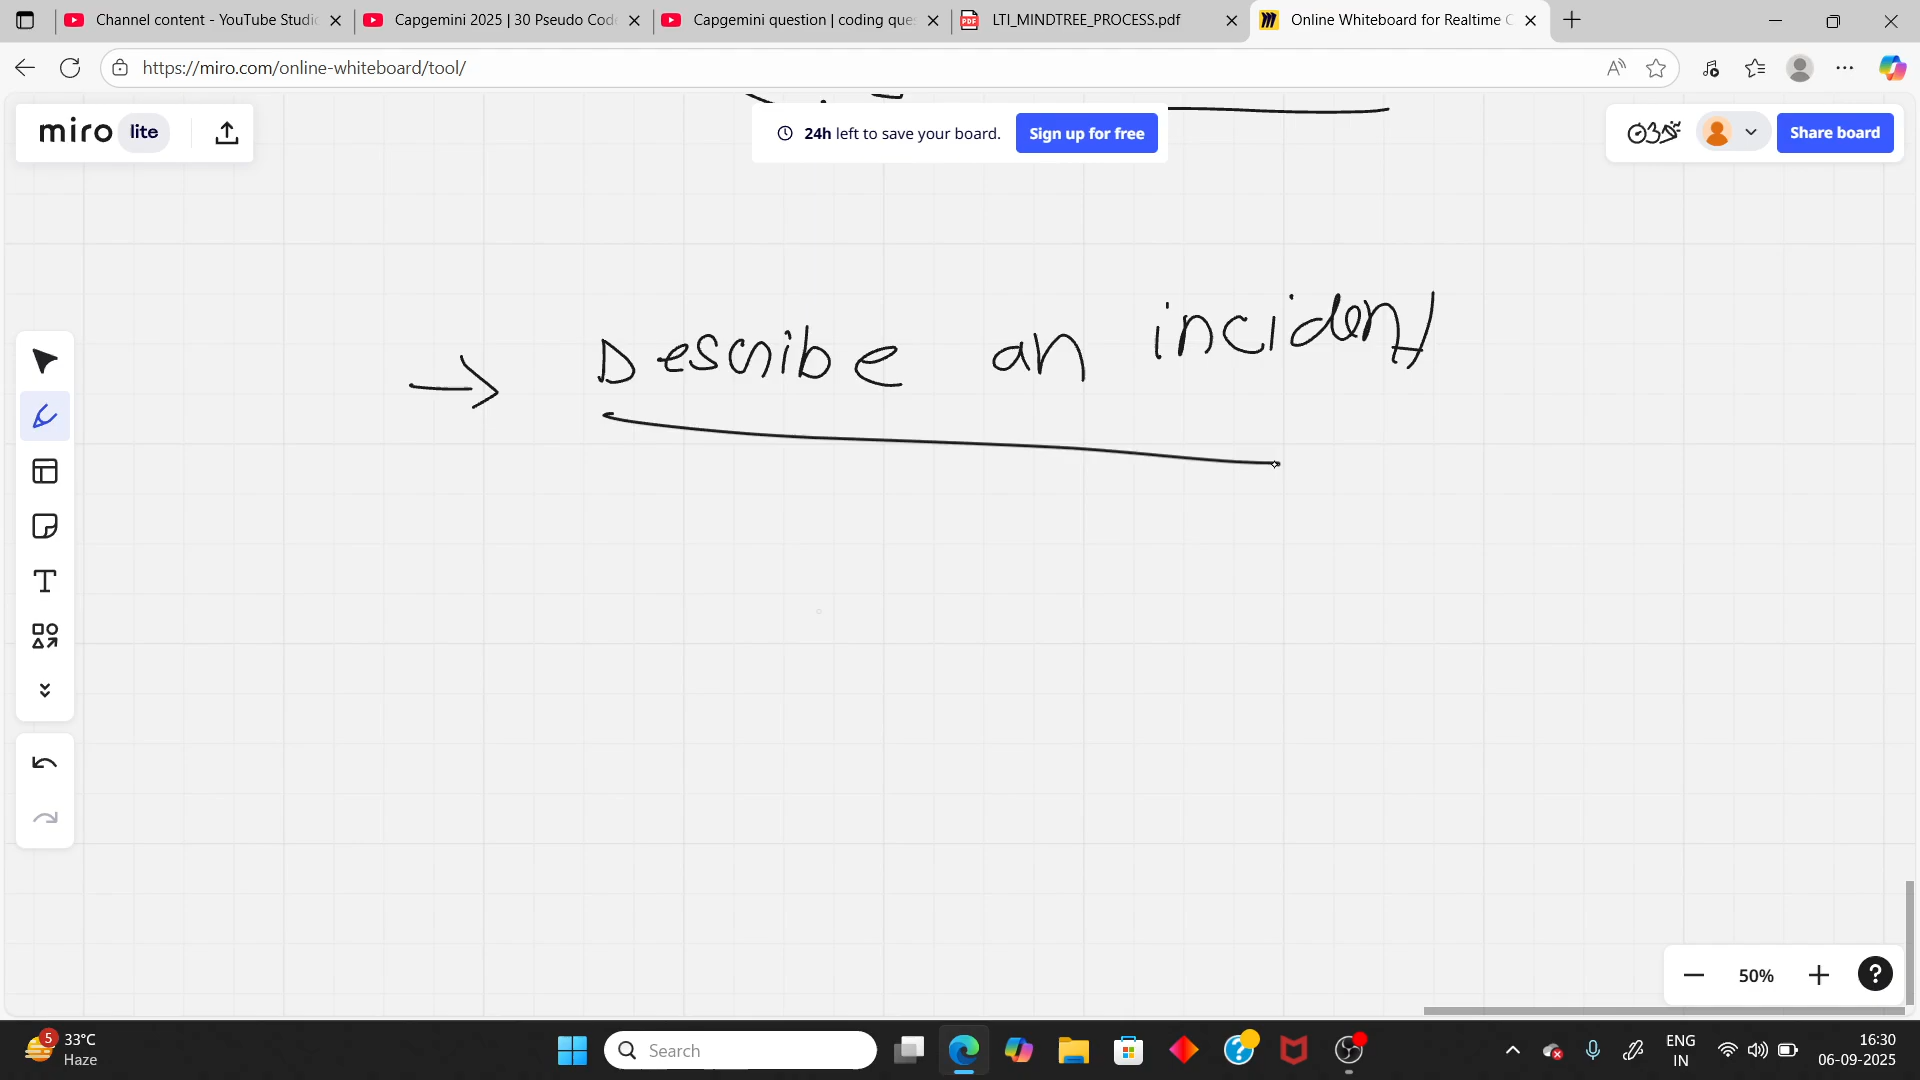 Channel content - YouTube Studi
Capgemini 2025 | 30 Pseudo Cod
Capgemini question | coding que
LTI_MINDTREE_PROCESS.pdf
Online Whiteboard for Realtime C
https://miro.com/online-whiteboard/tool/
miro lite
24h left to save your board.
Sign up for free
Share board
→ Describe an incident
50%
5
33°C
Haze
Search
ENG
IN
16:30
06-09-2025